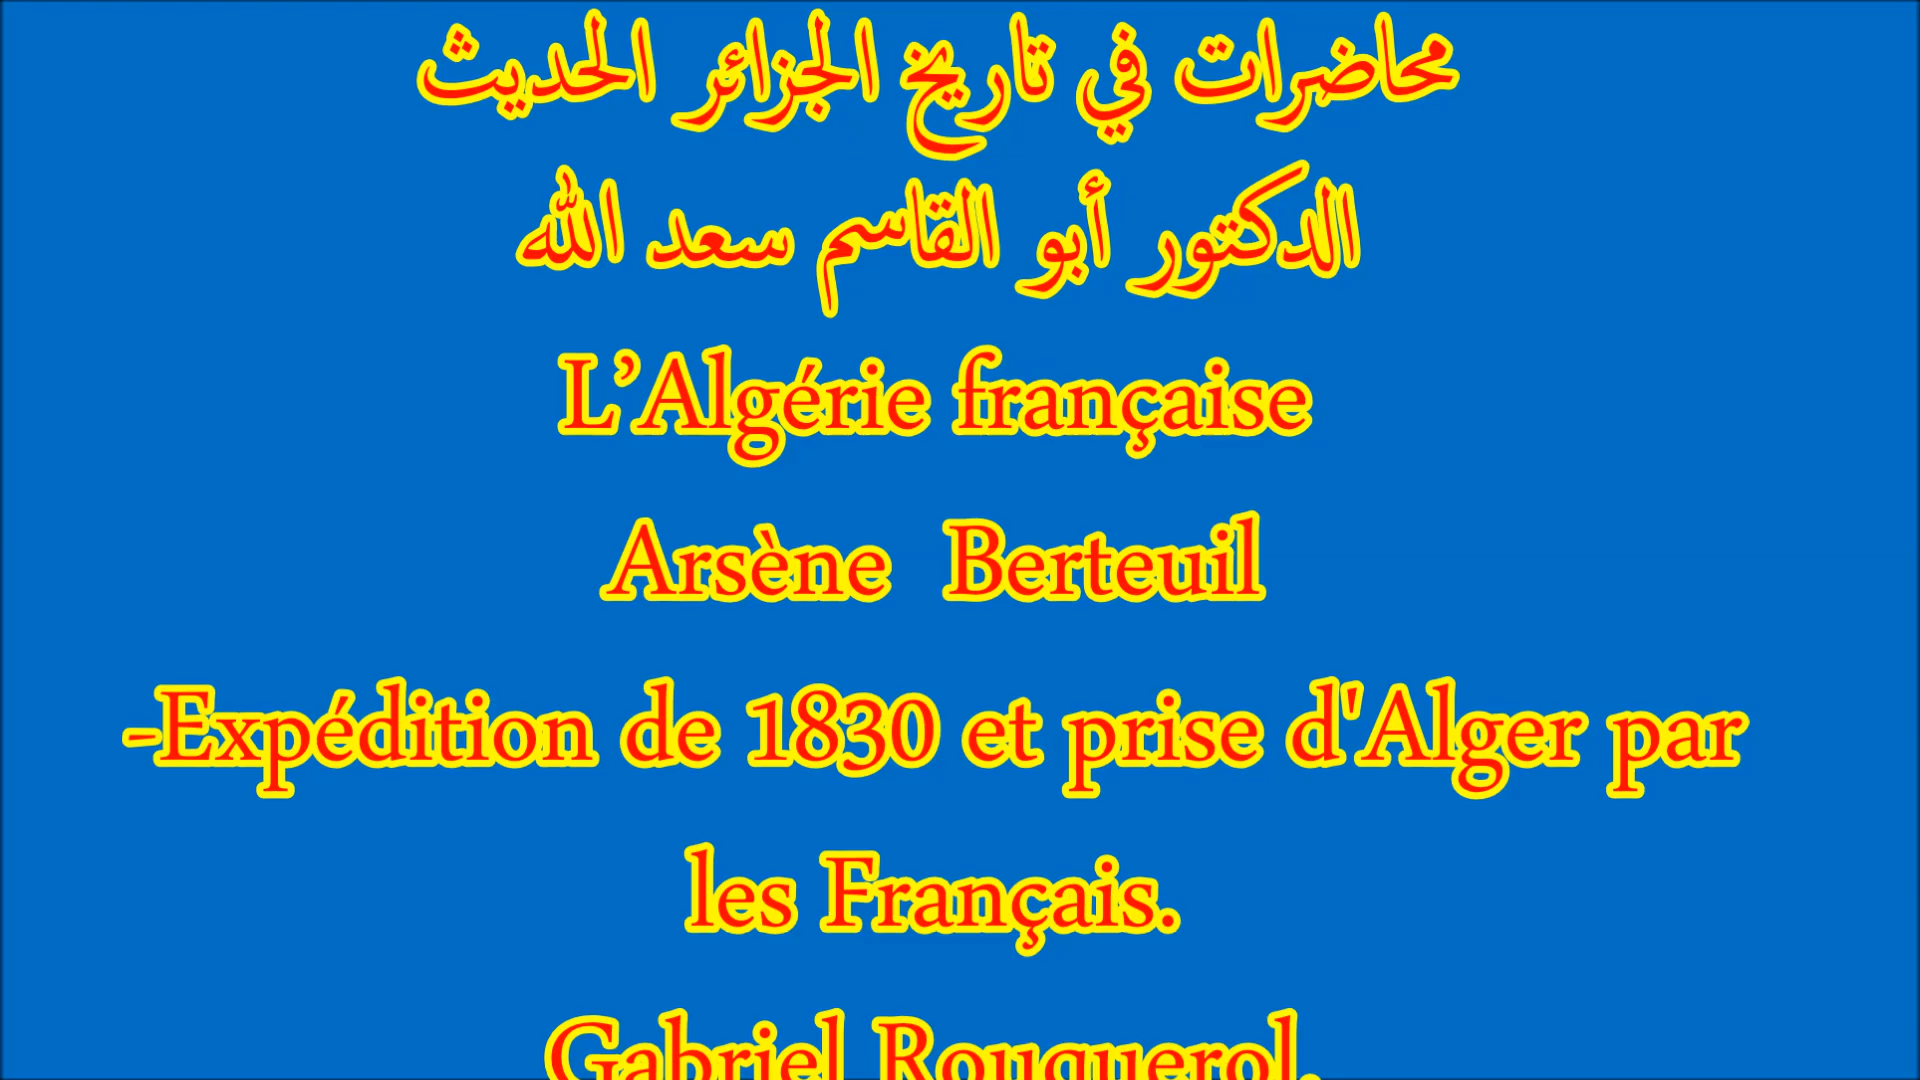 محاضرات في تاريخ الجزائر الحديث
الدكتور أبو القاسم سعد الله
L’Algérie française
Arsène Berteuil
-Expédition de 1830 et prise d'Alger par
les Français.
Gabriel Rouquerol.